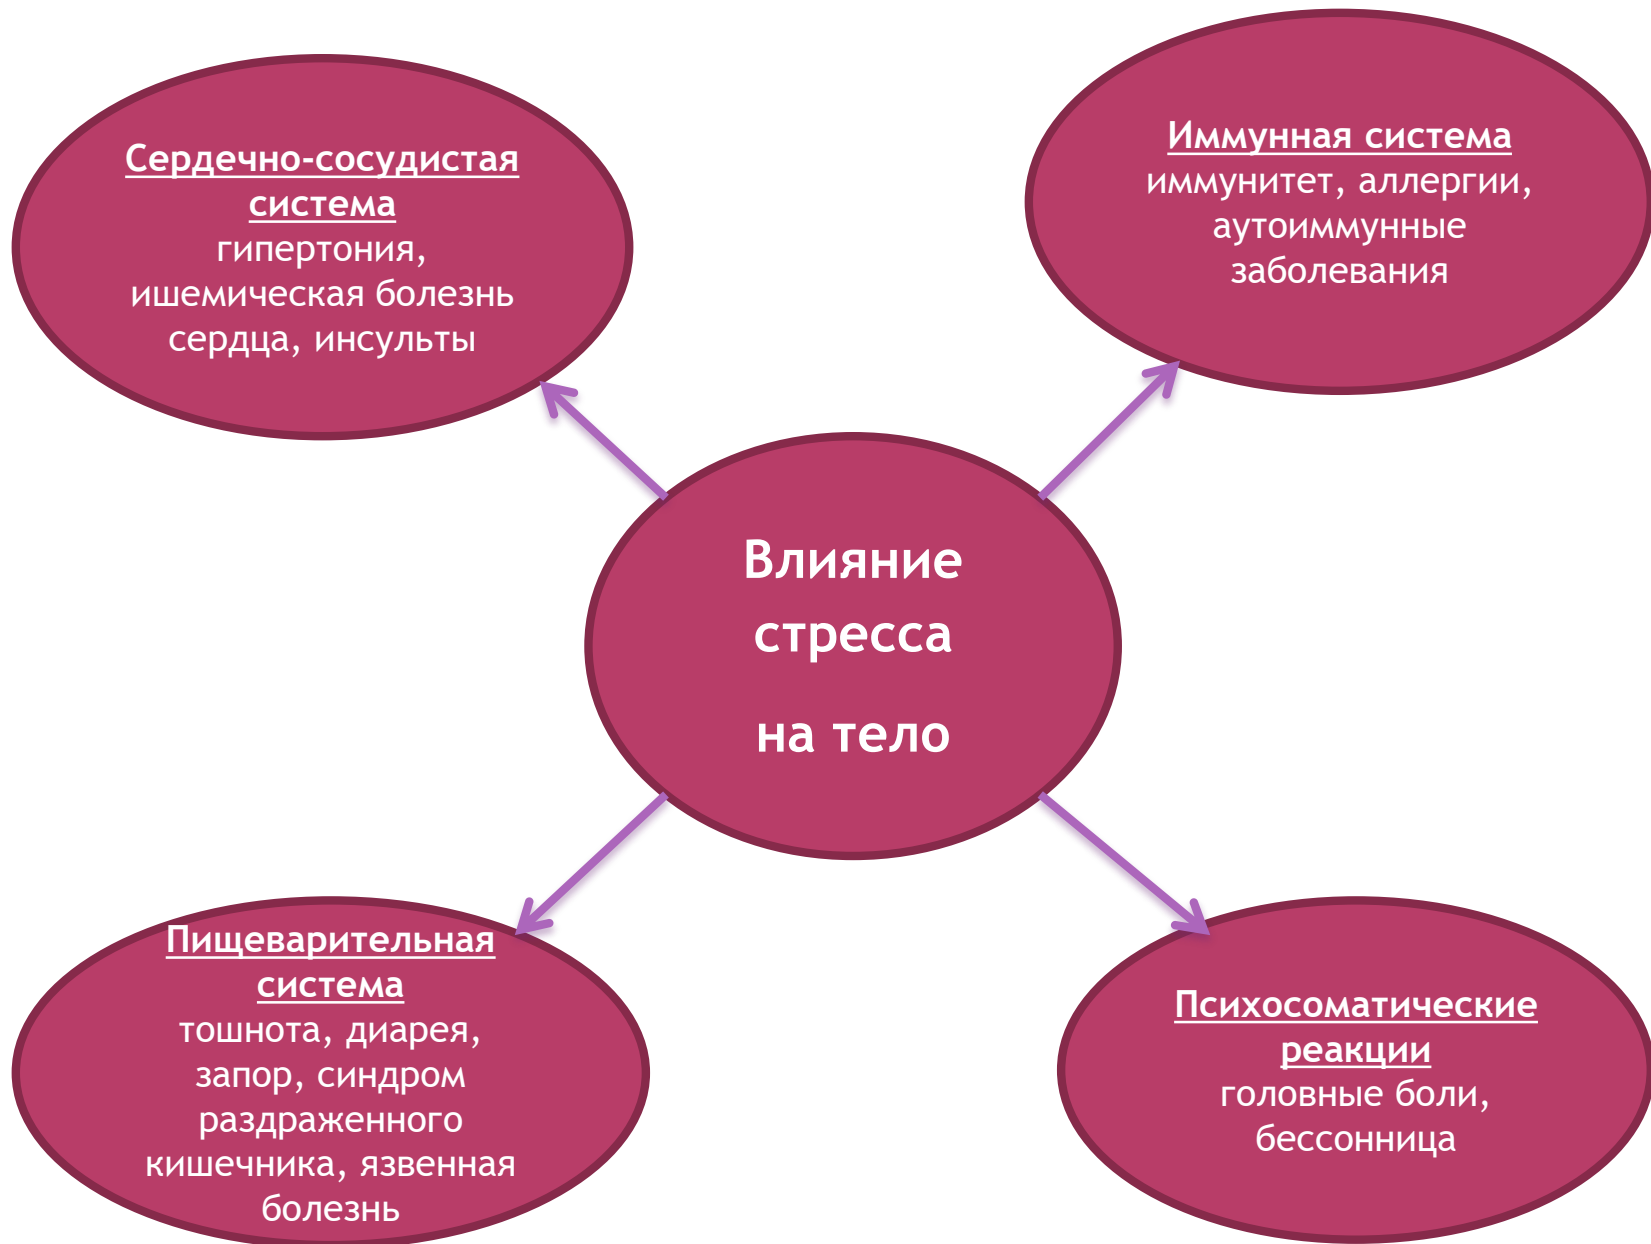 Сердечно-сосудистая
система
гипертония,
ишемическая болезнь
сердца, инсульты
Иммунная система
иммунитет, аллергии,
аутоиммунные
заболевания
Влияние
стресса
на тело
Пищеварительная
система
тошнота, диарея,
запор, синдром
раздраженного
кишечника, язвенная
болезнь
Психосоматические
реакции
головные боли,
бессонница